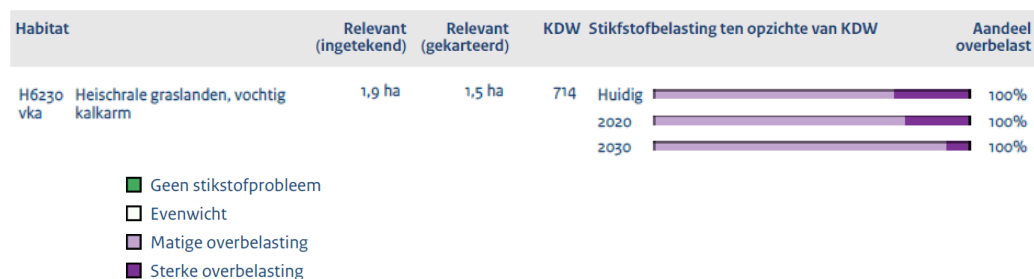 Habitat Relevant (ingetekend) Relevant (gekarteerd) KDW Stikfstofbelasting ten opzichte van KDW Aandeel overbelast
H6230 vka Heischrale graslanden, vochtig kalkarm 1,9 ha 1,5 ha 714 Huidig 100%
2020 100%
2030 100%
Geen stikstofprobleem
Evenwicht
Matige overbelasting
Sterke overbelasting